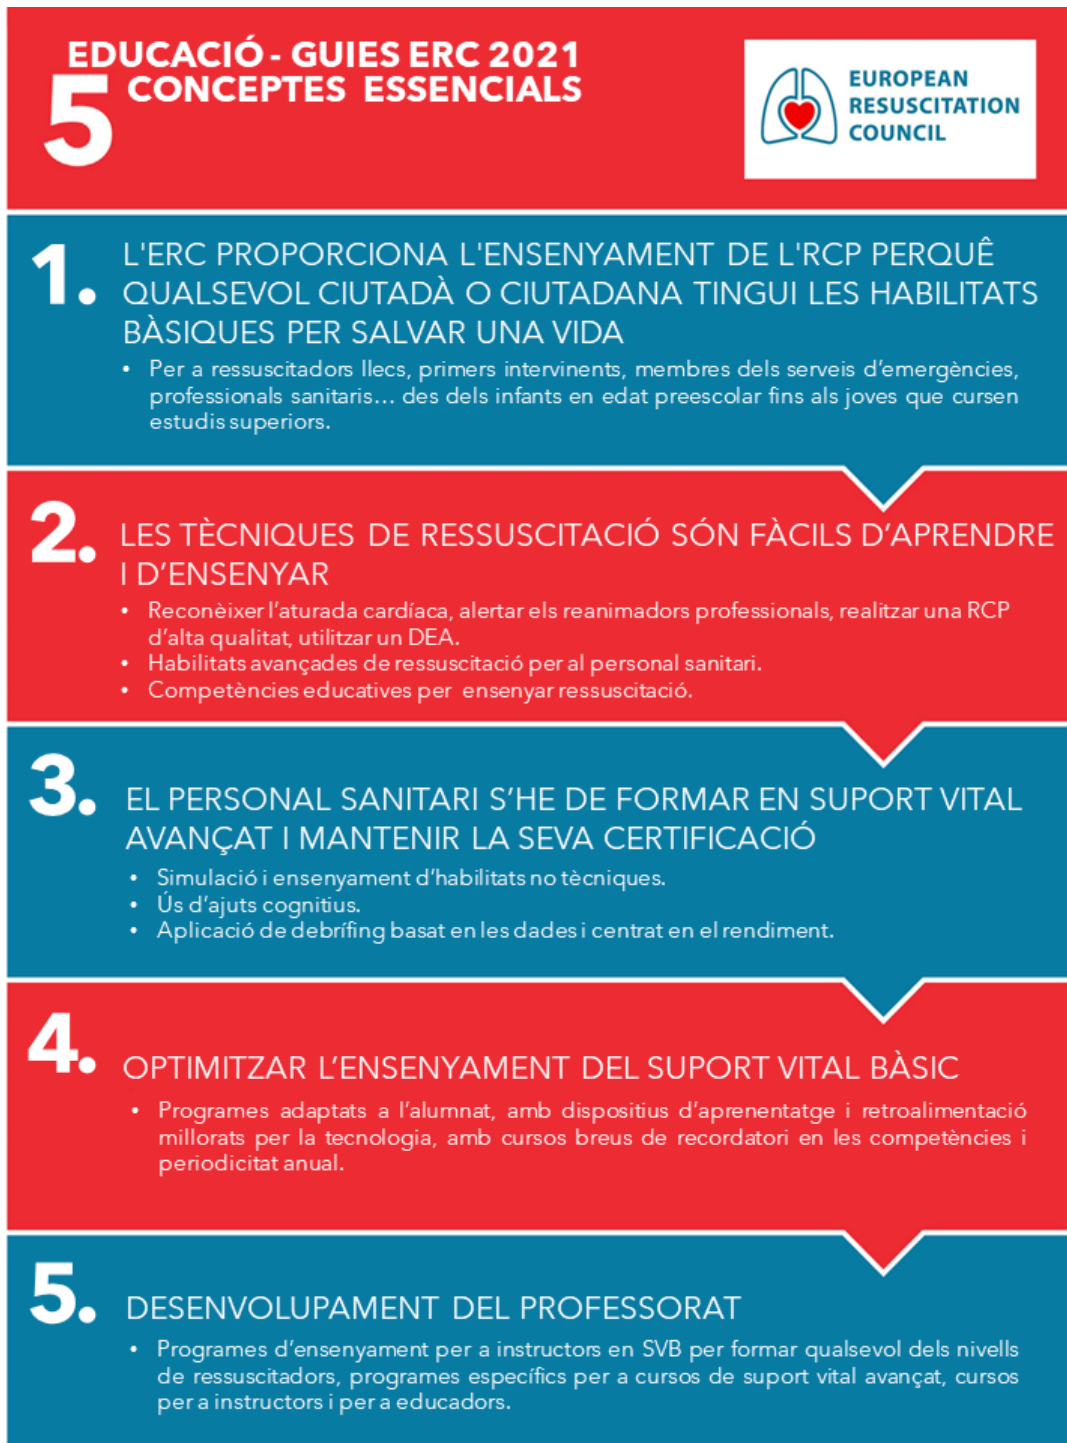 EDUCACIÓ - GUIES ERC 2021
5 CONCEPTES ESSENCIALS
EUROPEAN
RESUSCITATION
COUNCIL
1. L'ERC PROPORCIONA L'ENSENYAMENT DE L'RCP PERQUÊ
QUALSEVOL CIUTADÀ O CIUTADANA TINGUI LES HABILITATS
BÀSIQUES PER SALVAR UNA VIDA
• Per a ressuscitadors llecs, primers intervinents, membres dels serveis d'emergències,
professionals sanitaris... des dels infants en edat preescolar fins als joves que cursen
estudis superiors.
2. LES TÈCNIQUES DE RESSUSCITACIÓ SÓN FÀCILS D'APRENDRE
I D'ENSENYAR
• Reconèixer l'aturada cardíaca, alertar els reanimadors professionals, realitzar una RCP
d'alta qualitat, utilitzar un DEA.
• Habilitats avançades de ressuscitació per al personal sanitari.
• Competències educatives per ensenyar ressuscitació.
3. EL PERSONAL SANITARI S'HE DE FORMAR EN SUPORT VITAL
AVANÇAT I MANTENIR LA SEVA CERTIFICACIÓ
• Simulació i ensenyament d'habilitats no tècniques.
• Ús d'ajuts cognitius.
• Aplicació de debrífing basat en les dades i centrat en el rendiment.
4. OPTIMITZAR L'ENSENYAMENT DEL SUPORT VITAL BÀSIC
• Programes adaptats a l'alumnat, amb dispositius d'aprenentatge i retroalimentació
millorats per la tecnologia, amb cursos breus de recordatori en les competències i
periodicitat anual.
5. DESENVOLUPAMENT DEL PROFESSORAT
• Programes d'ensenyament per a instructors en SVB per formar qualsevol dels nivells
de ressuscitadors, programes específics per a cursos de suport vital avançat, cursos
per a instructors i per a educadors.